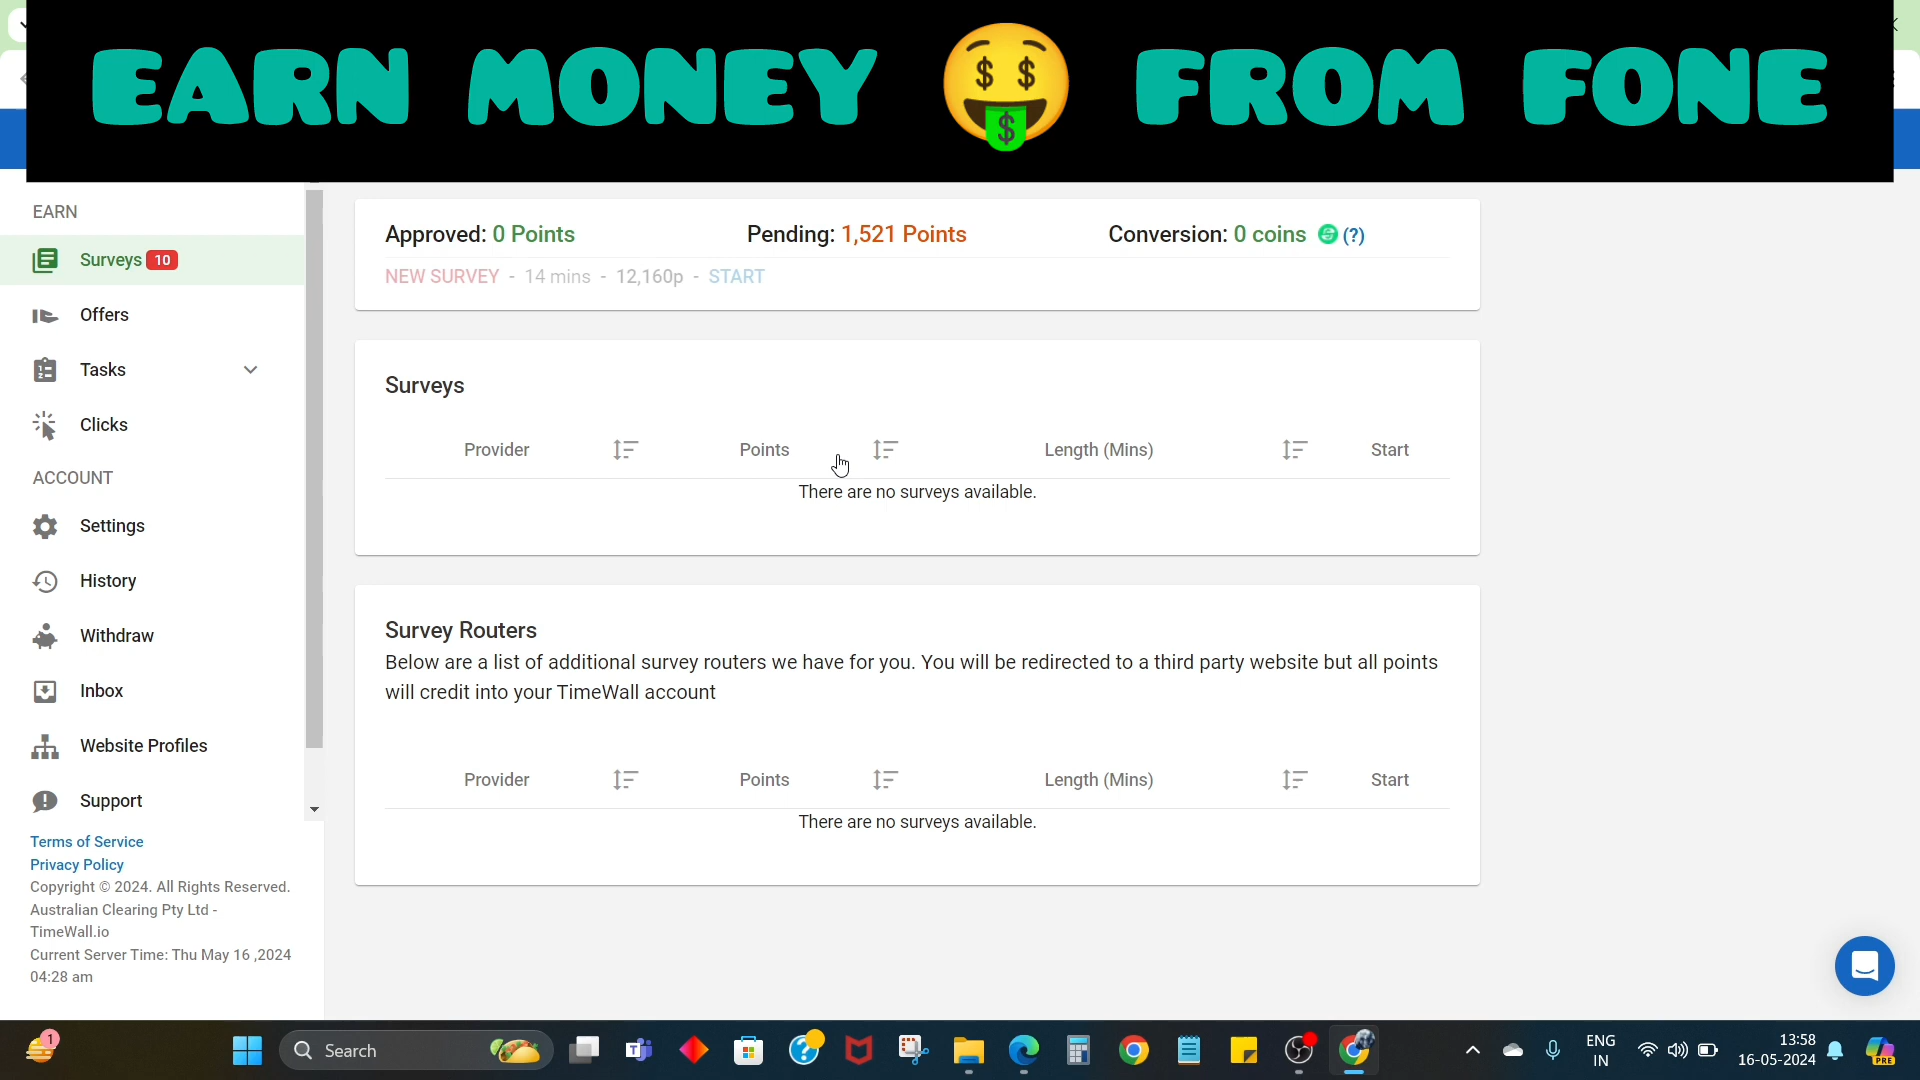 EARN MONEY 🤑 FROM FONE
EARN
Surveys 10
Offers
Tasks
Clicks
ACCOUNT
Settings
History
Withdraw
Inbox
Website Profiles
Support
Terms of Service
Privacy Policy
Copyright © 2024. All Rights Reserved.
Australian Clearing Pty Ltd -
TimeWall.io
Current Server Time: Thu May 16 ,2024
04:28 am
Approved: 0 Points Pending: 1,521 Points Conversion: 0 coins (?)
NEW SURVEY - 14 mins - 12,160p - START
Surveys
Provider Points Length (Mins) Start
There are no surveys available.
Survey Routers
Below are a list of additional survey routers we have for you. You will be redirected to a third party website but all points
will credit into your TimeWall account
Provider Points Length (Mins) Start
There are no surveys available.
1
Search
ENG
IN
13:58
16-05-2024
PRE